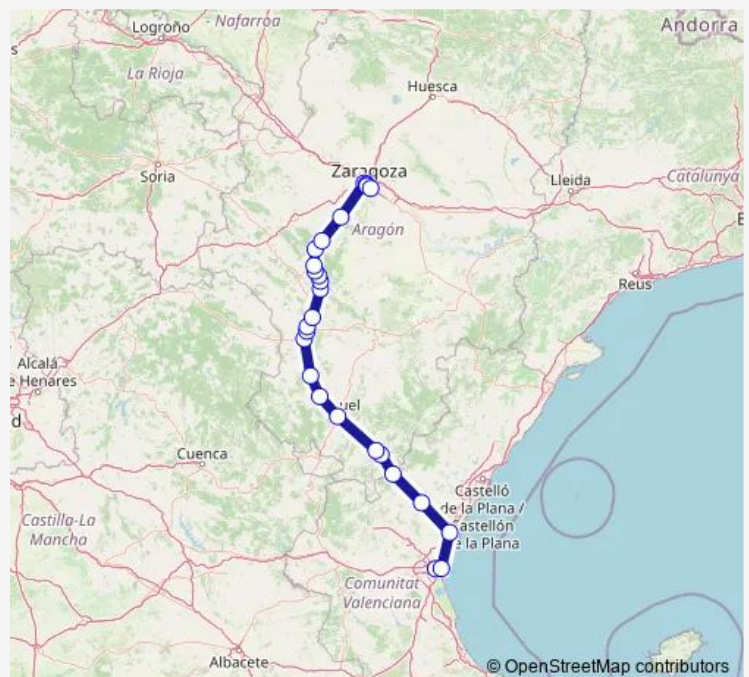 Logroño
- Nafarroa
Andorra
s
La Rioja
Huesca
Soria
Zaragoza
Lleida
Catalunya
Aragón
E
Reus
Alcalá
e Henares
d
uel
Cuenca
Castelló
de la Plana /
Castellón
e la Plana
Castilla-La
Mancha
Comunitat
Valenciana
Albacete
© OpenStreetMap contributors